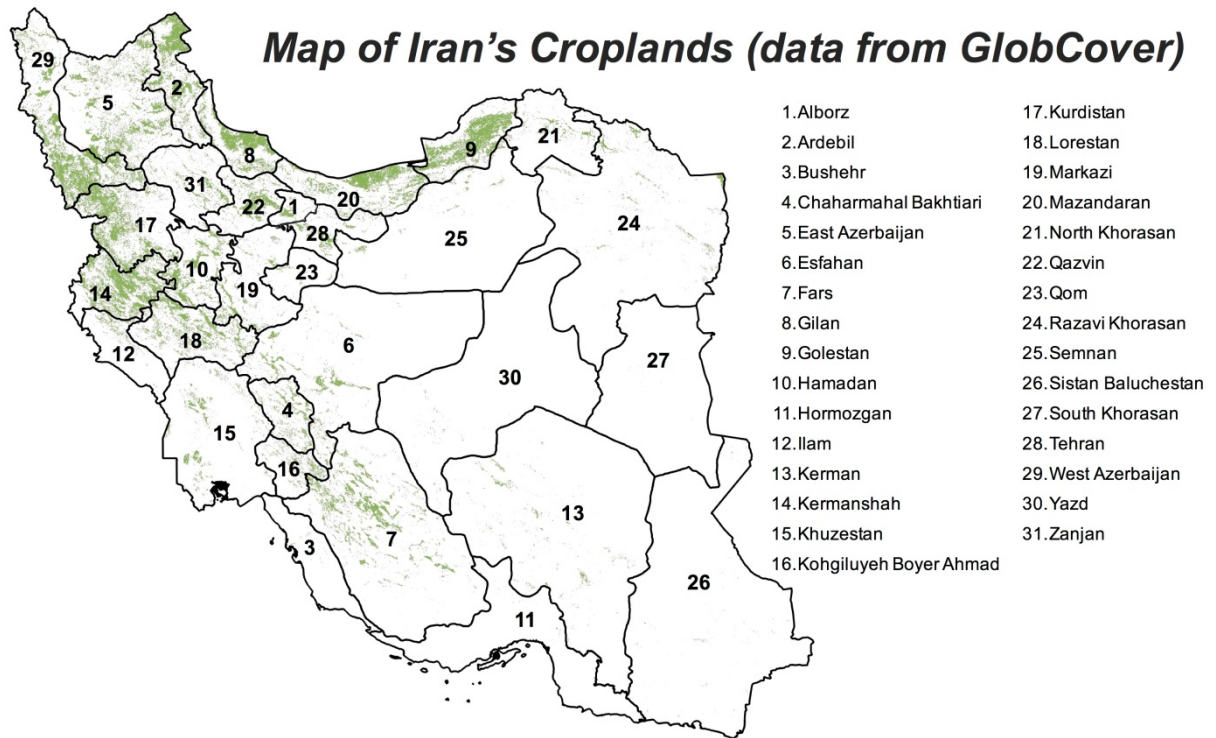 Map of Iran's Croplands (data from GlobCover)
29
2
5
8
9
21
31
22
1
20
17
28
25
24
10
23
14
19
12
18
6
27
30
4
15
16
13
7
3
26
11
1.Alborz
2.Ardebil
3.Bushehr
4.Chaharmahal Bakhtiari
5.East Azerbaijan
6.Esfahan
7.Fars
8.Gilan
9.Golestan
10.Hamadan
11.Hormozgan
12.Ilam
13.Kerman
14.Kermanshah
15.Khuzestan
16.Kohgiluyeh Boyer Ahmad
17.Kurdistan
18.Lorestan
19.Markazi
20.Mazandaran
21.North Khorasan
22.Qazvin
23.Qom
24.Razavi Khorasan
25.Semnan
26.Sistan Baluchestan
27.South Khorasan
28.Tehran
29.West Azerbaijan
30.Yazd
31.Zanjan